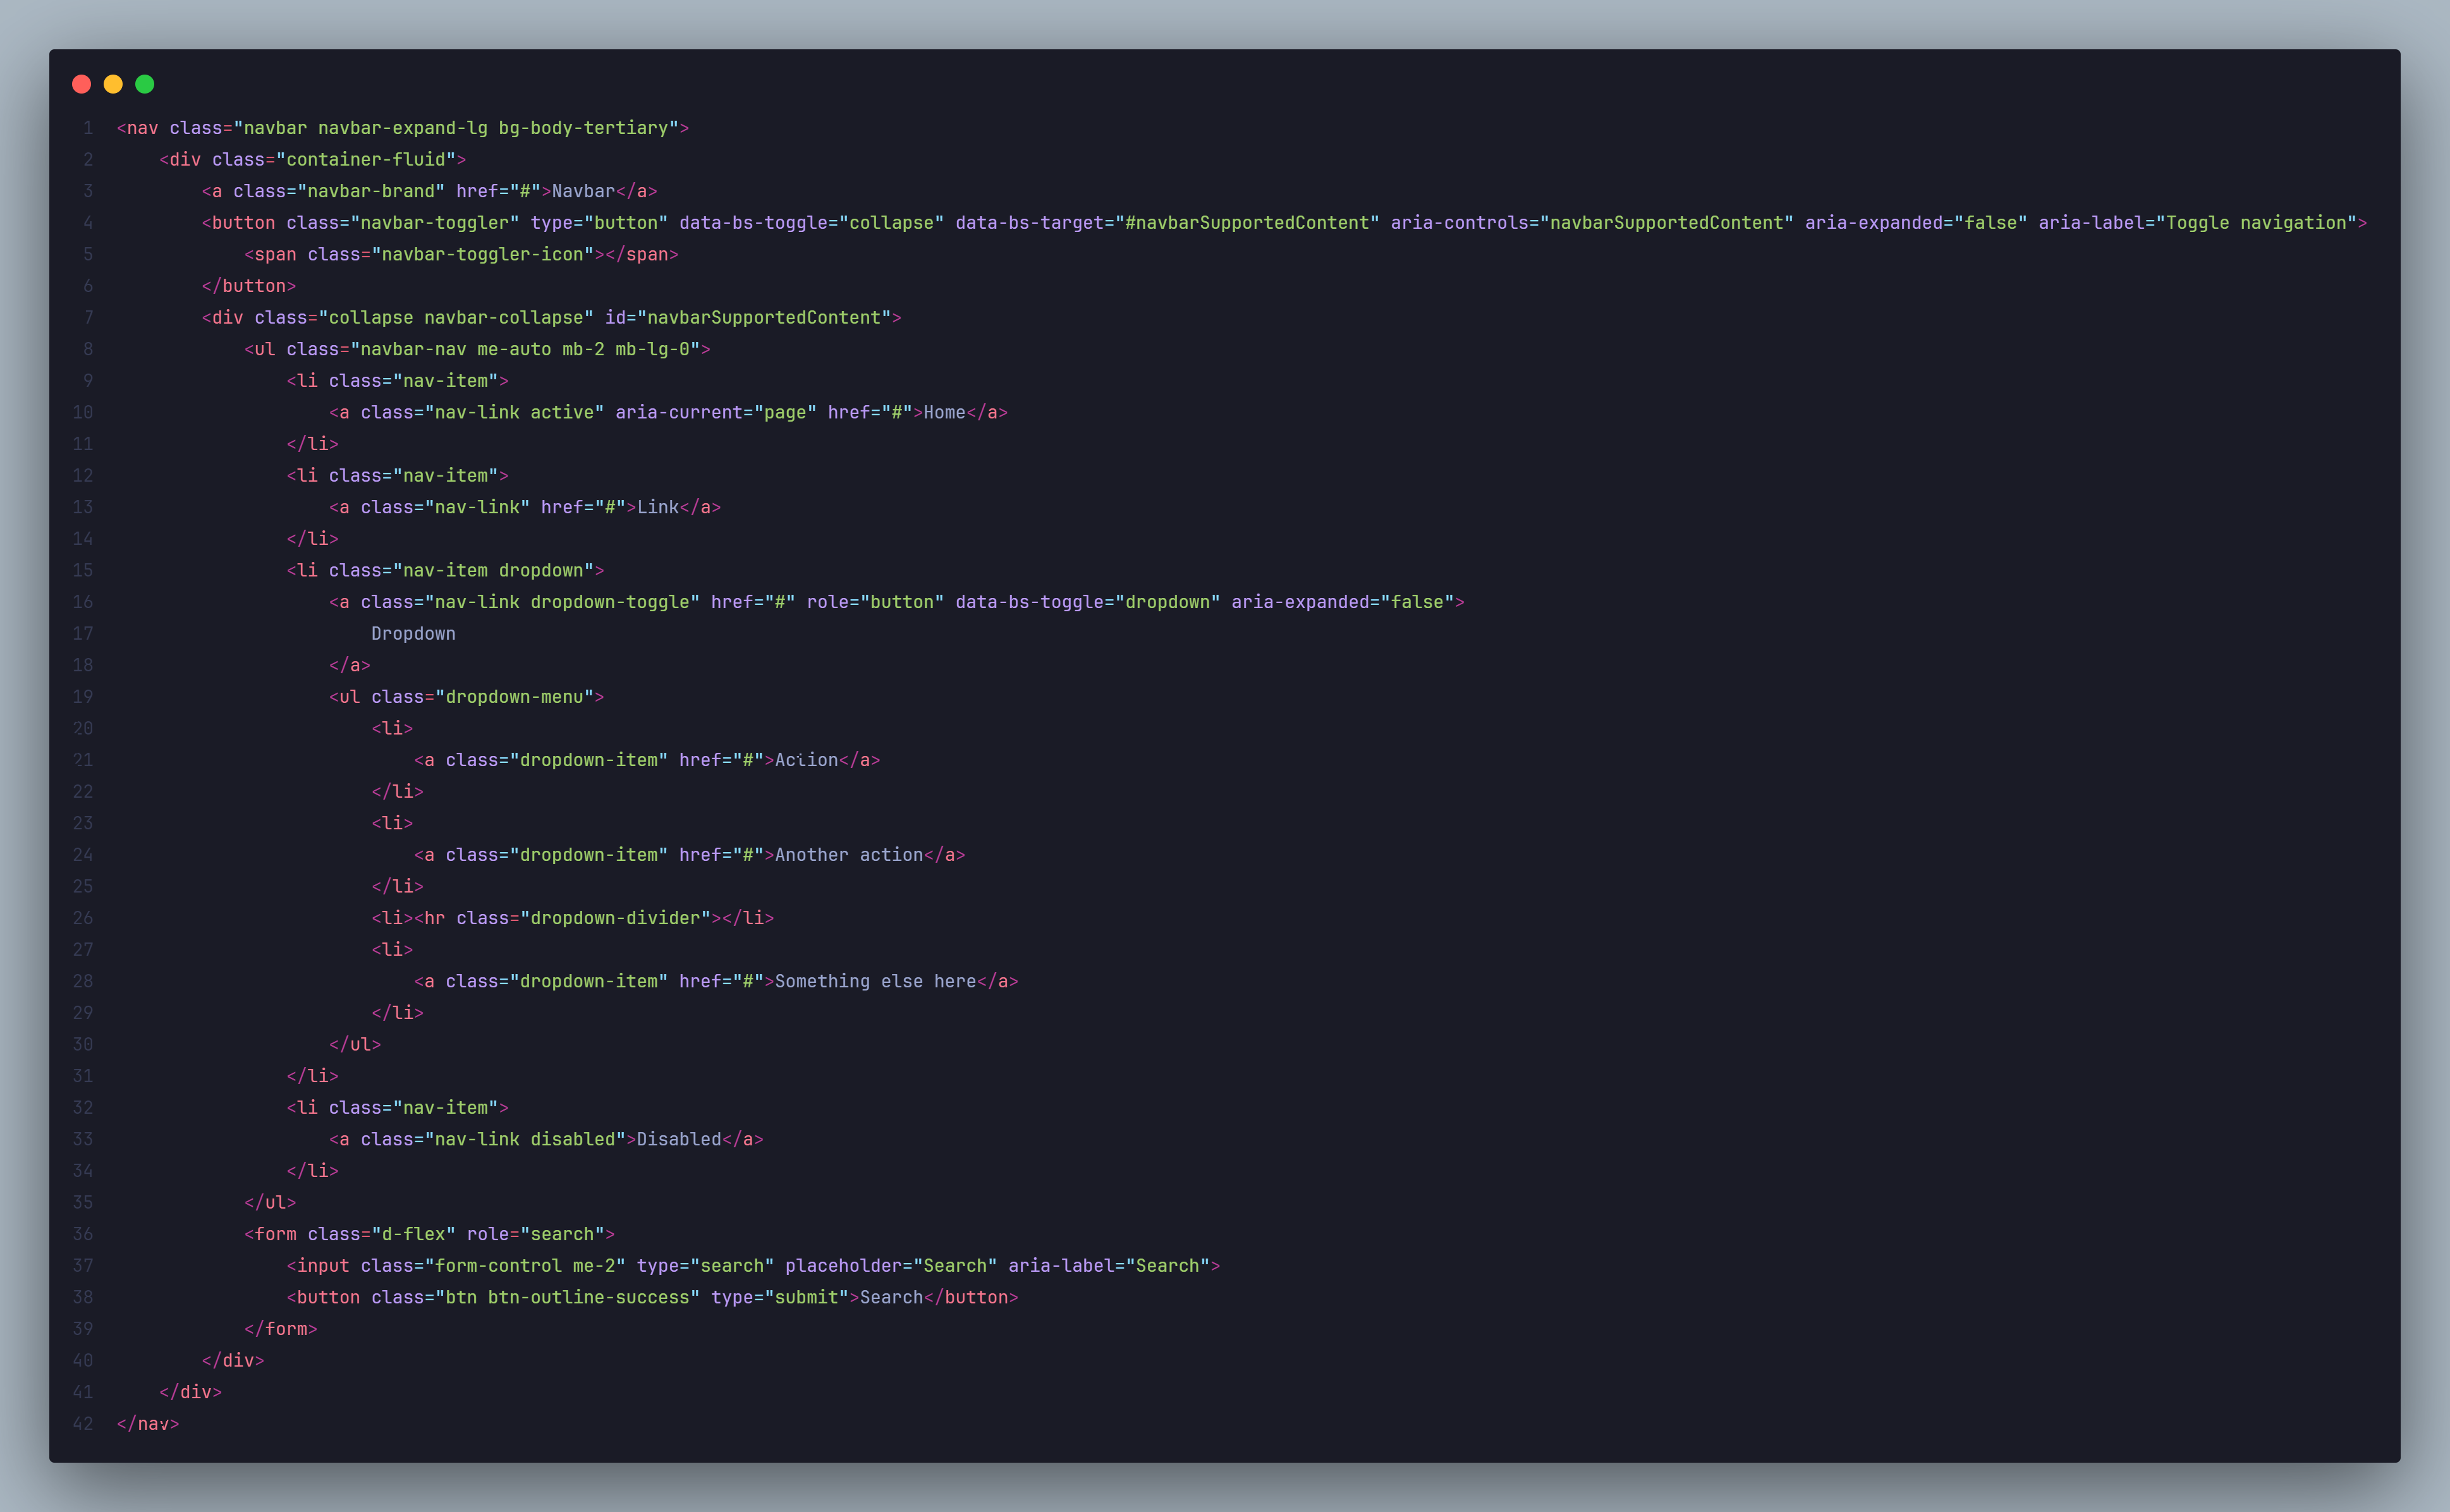 1 <nav class="navbar navbar-expand-lg bg-body-tertiary">
2     <div class="container-fluid">
3         <a class="navbar-brand" href="#">Navbar</a>
4         <button class="navbar-toggler" type="button" data-bs-toggle="collapse" data-bs-target="#navbarSupportedContent" aria-controls="navbarSupportedContent" aria-expanded="false" aria-label="Toggle navigation">
5             <span class="navbar-toggler-icon"></span>
6         </button>
7         <div class="collapse navbar-collapse" id="navbarSupportedContent">
8             <ul class="navbar-nav me-auto mb-2 mb-lg-0">
9                 <li class="nav-item">
10                     <a class="nav-link active" aria-current="page" href="#">Home</a>
11                 </li>
12                 <li class="nav-item">
13                     <a class="nav-link" href="#">Link</a>
14                 </li>
15                 <li class="nav-item dropdown">
16                     <a class="nav-link dropdown-toggle" href="#" role="button" data-bs-toggle="dropdown" aria-expanded="false">
17                         Dropdown
18                     </a>
19                     <ul class="dropdown-menu">
20                         <li>
21                             <a class="dropdown-item" href="#">Action</a>
22                         </li>
23                         <li>
24                             <a class="dropdown-item" href="#">Another action</a>
25                         </li>
26                         <li><hr class="dropdown-divider"></li>
27                         <li>
28                             <a class="dropdown-item" href="#">Something else here</a>
29                         </li>
30                     </ul>
31                 </li>
32                 <li class="nav-item">
33                     <a class="nav-link disabled">Disabled</a>
34                 </li>
35             </ul>
36             <form class="d-flex" role="search">
37                 <input class="form-control me-2" type="search" placeholder="Search" aria-label="Search">
38                 <button class="btn btn-outline-success" type="submit">Search</button>
39             </form>
40         </div>
41     </div>
42 </nav>